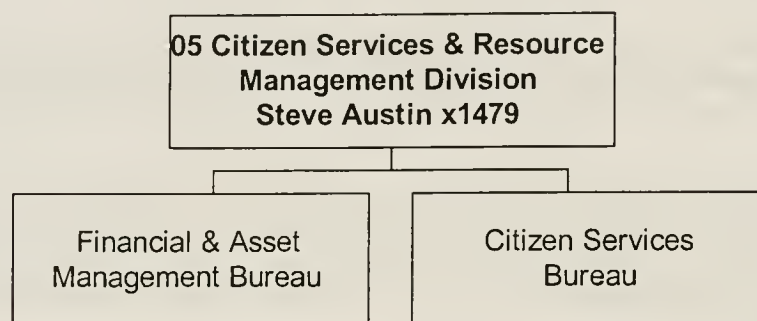 05 Citizen Services & Resource
Management Division
Steve Austin x1479
Financial & Asset
Management Bureau
Citizen Services
Bureau